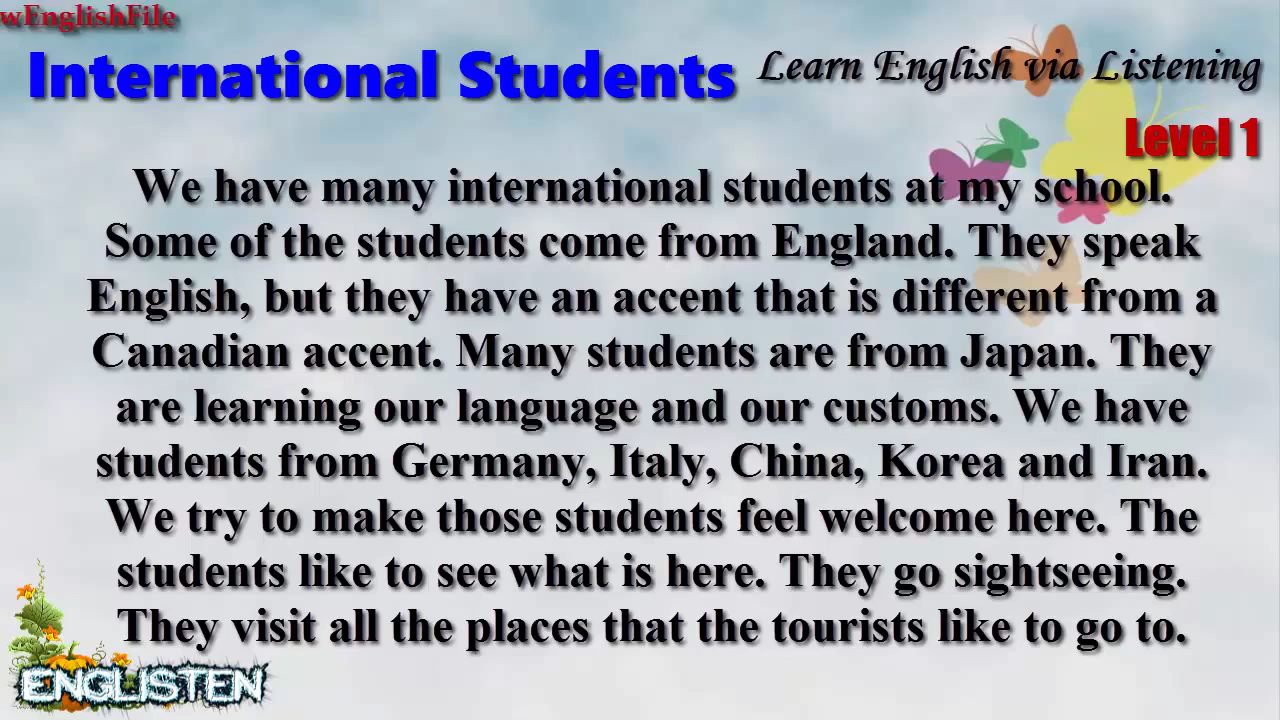 wEnglishFile
International Students
Learn English via Listening
Level 1
We have many international students at my school.
Some of the students come from England. They speak
English, but they have an accent that is different from a
Canadian accent. Many students are from Japan. They
are learning our language and our customs. We have
students from Germany, Italy, China, Korea and Iran.
We try to make those students feel welcome here. The
students like to see what is here. They go sightseeing.
They visit all the places that the tourists like to go to.
ENGLISTEN